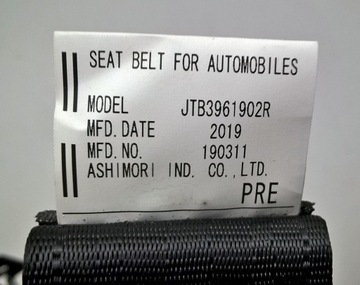 SEAT BELT FOR AUTOMOBILES
MODEL JTB3961902R
MFD. DATE 2019
MFD. NO. 190311
ASHIMORI IND. CO., LTD.
PRE